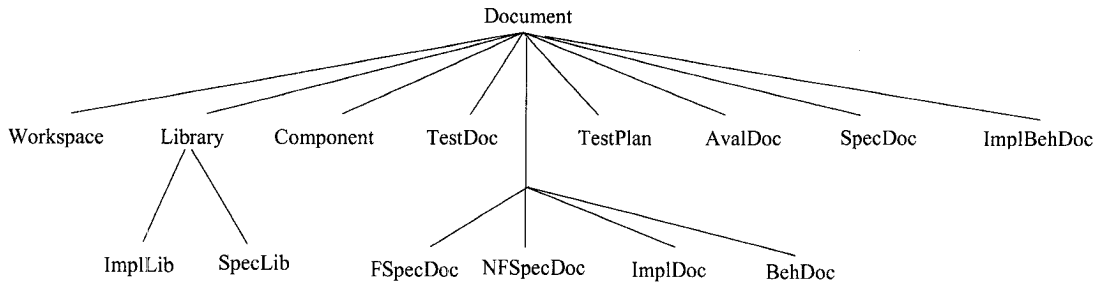 Document
Workspace Library Component TestDoc TestPlan AvalDoc SpecDoc ImplBehDoc
ImplLib SpecLib FSpecDoc NFSpecDoc ImplDoc BehDoc